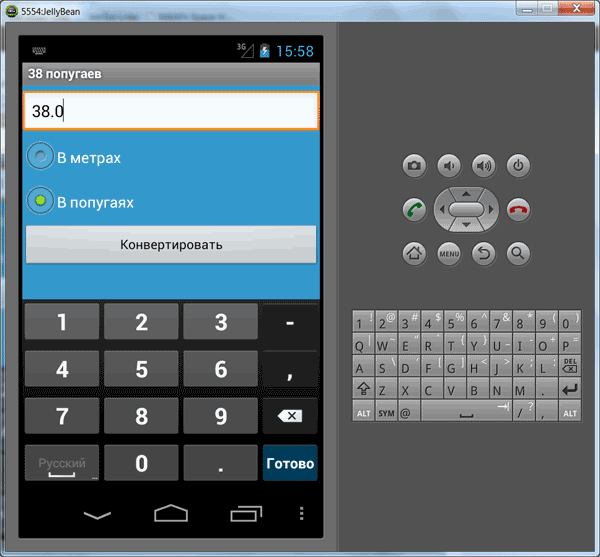 5554:JellyBean
3G 15:58
38 попугаев
38.0
В метрах
В попугаях
Конвертировать
1 2 3 -
4 5 6 ,
7 8 9
Русский 0 . Готово
MENU
1 ! 2 @ 3 # 4 $ 5 % 6 ^ 7 & 8 * 9 ( 0 )
Q | W ~ E " R ` T { Y } U _ I - O + P =
A S \ D ' F [ G ] H < J > K ; L : DEL
Z X C V B N M .
ALT SYM @ / ? , ALT